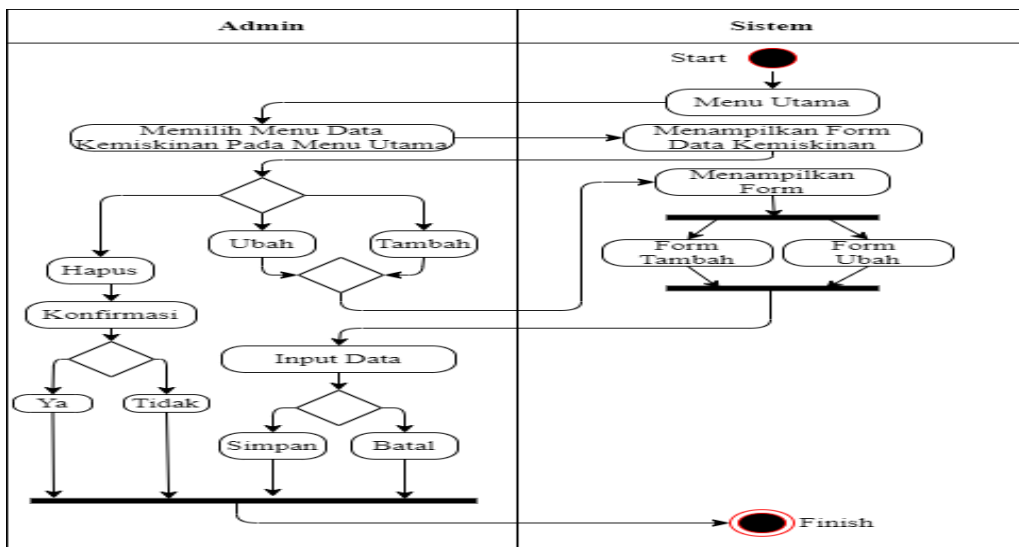 Admin
Sistem
Start
Menu Utama
Memilih Menu Data
Kemiskinan Pada Menu Utama
Menampilkan Form
Data Kemiskinan
Menampilkan
Form
Ubah
Tambah
Form
Tambah
Form
Ubah
Hapus
Konfirmasi
Input Data
Ya
Tidak
Simpan
Batal
Finish